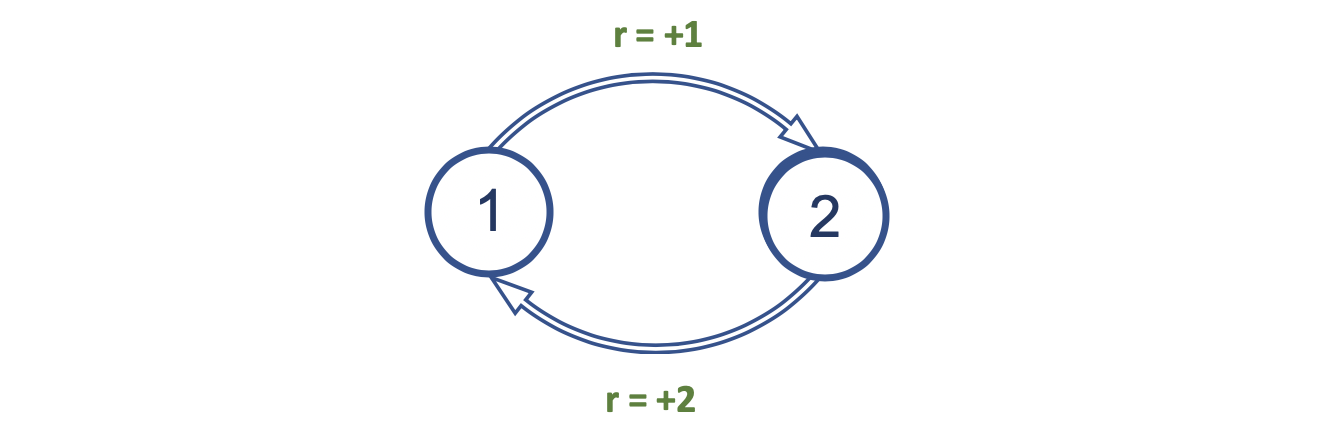 r = +1
1
2
r = +2